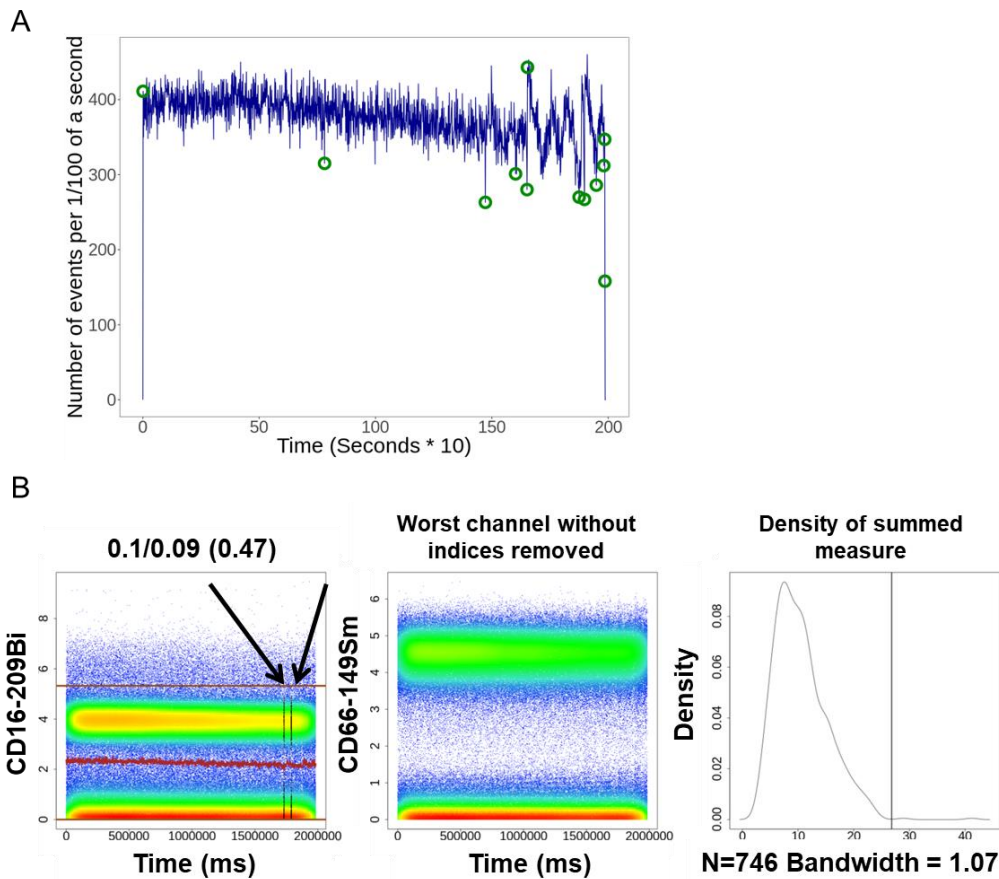 A
Number of events per 1/100 of a second
400
300
200
100
0
0 50 100 150 200
Time (Seconds * 10)
B
0.1/0.09 (0.47)
CD16-209Bi
8
6
4
2
0
0 500000 1000000 2000000
Time (ms)
Worst channel without
indices removed
CD66-149Sm
6
5
4
3
2
1
0
0 500000 1000000 2000000
Time (ms)
Density of summed
measure
Density
0.08
0.06
0.04
0.02
0.00
0 10 20 30 40
N=746 Bandwidth = 1.07